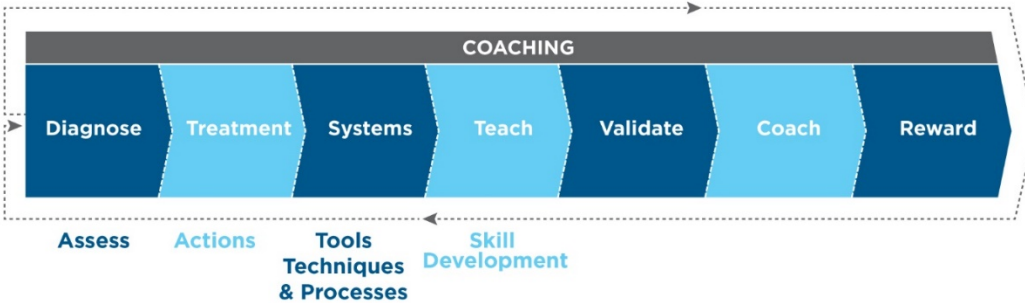 COACHING
Diagnose
Treatment
Systems
Teach
Validate
Coach
Reward
Assess
Actions
Tools
Techniques
& Processes
Skill
Development